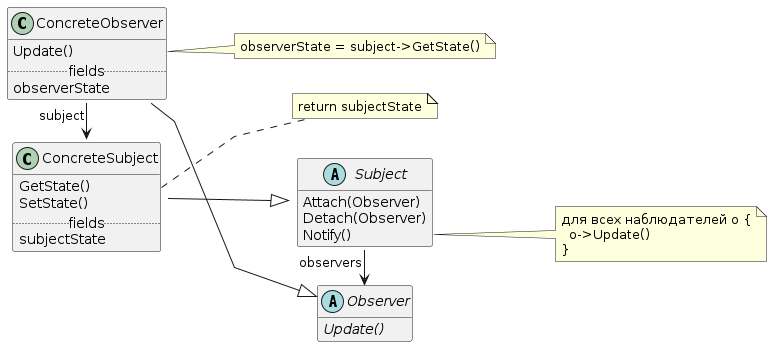 C ConcreteObserver
Update()
fields
observerState
observerState = subject->GetState()
subject
return subjectState
C ConcreteSubject
GetState()
SetState()
fields
subjectState
A Subject
Attach(Observer)
Detach(Observer)
Notify()
для всех наблюдателей o {
o->Update()
}
observers
A Observer
Update()